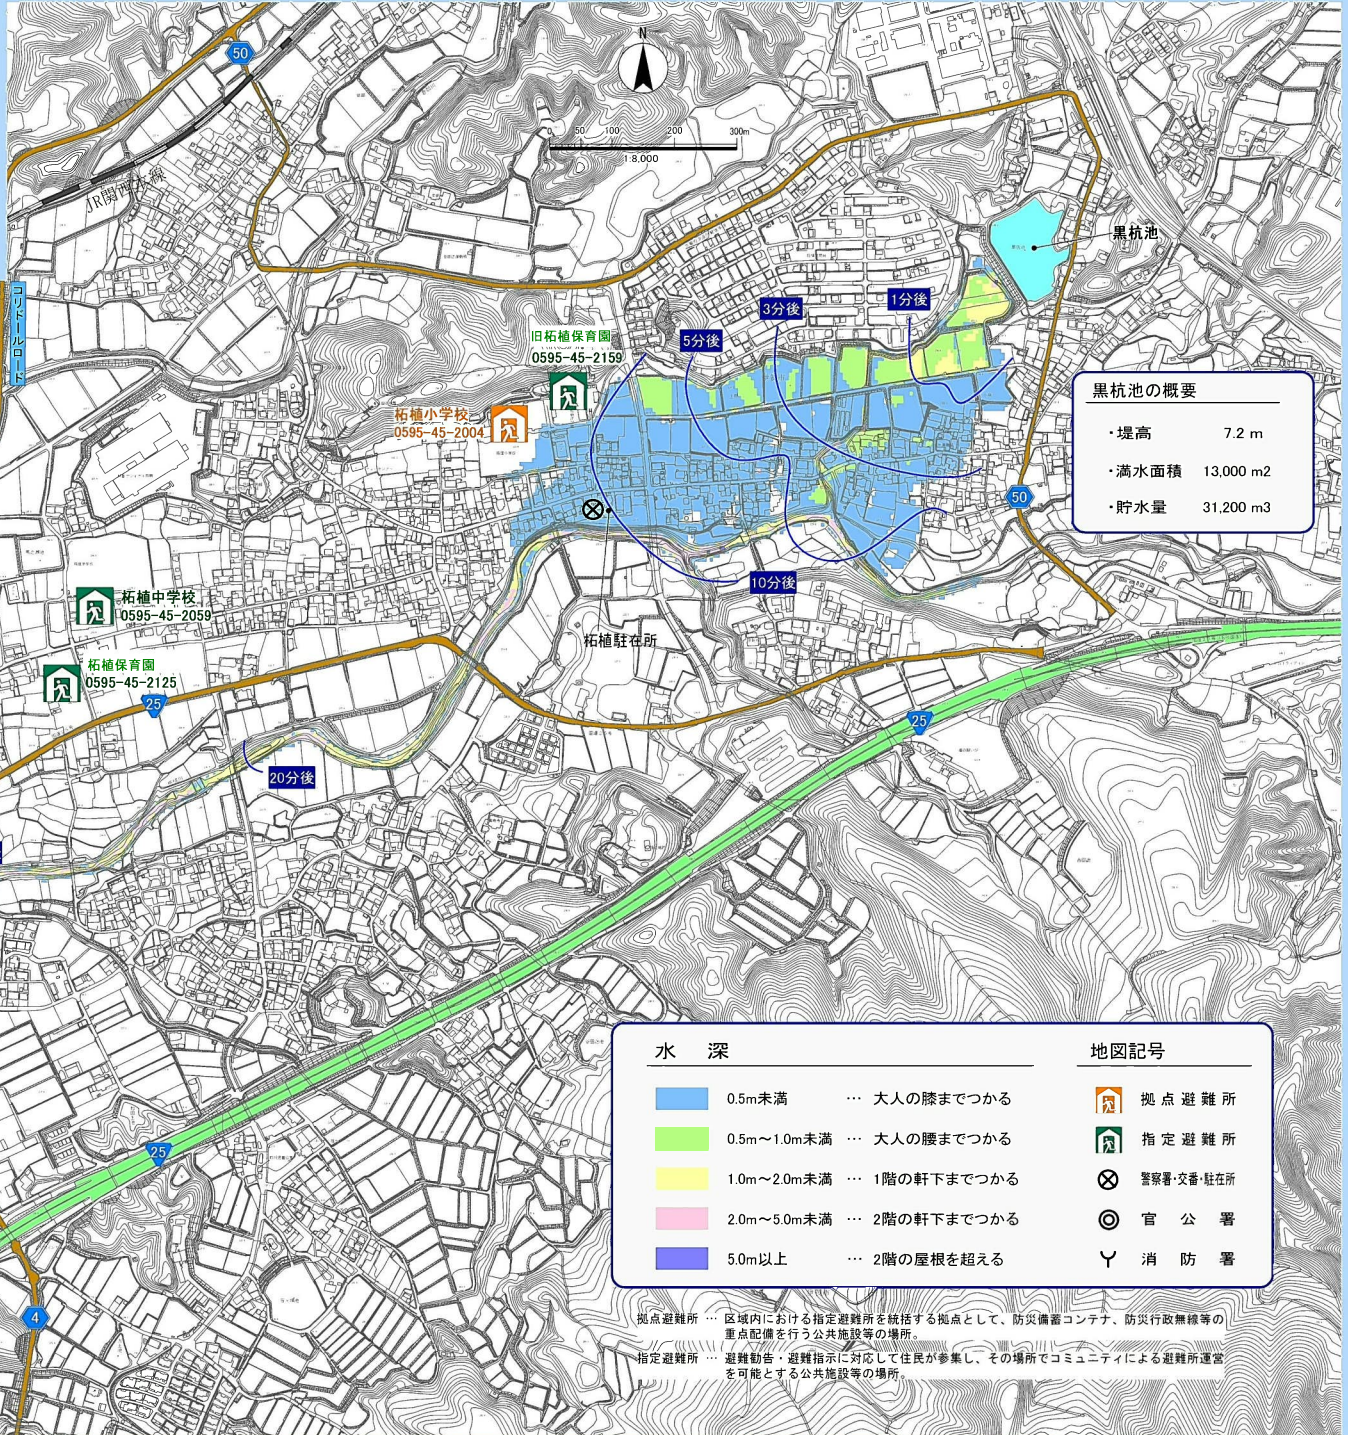 50
N
0 50 100 200 300m
1:8,000
JR関西本線
黒杭池
コリドールロード
1分後
3分後
5分後
旧柘植保育園
0595-45-2159
柘植小学校
0595-45-2004
黒杭池の概要
・堤高 7.2 m
・満水面積 13,000 m2
・貯水量 31,200 m3
50
10分後
柘植中学校
0595-45-2059
柘植駐在所
柘植保育園
0595-45-2125
25
25
20分後
水 深
0.5m未満 … 大人の膝までつかる
0.5m～1.0m未満 … 大人の腰までつかる
1.0m～2.0m未満 … 1階の軒下までつかる
2.0m～5.0m未満 … 2階の軒下までつかる
5.0m以上 … 2階の屋根を超える
地図記号
拠点避難所
指定避難所
警察署・交番・駐在所
官公署
消防署
25
4
拠点避難所 … 区域内における指定避難所を統括する拠点として、防災備蓄コンテナ、防災行政無線等の
重点配備を行う公共施設等の場所。
指定避難所 … 避難勧告・避難指示に対応して住民が参集し、その場所でコミュニティによる避難所運営
を可能とする公共施設等の場所。